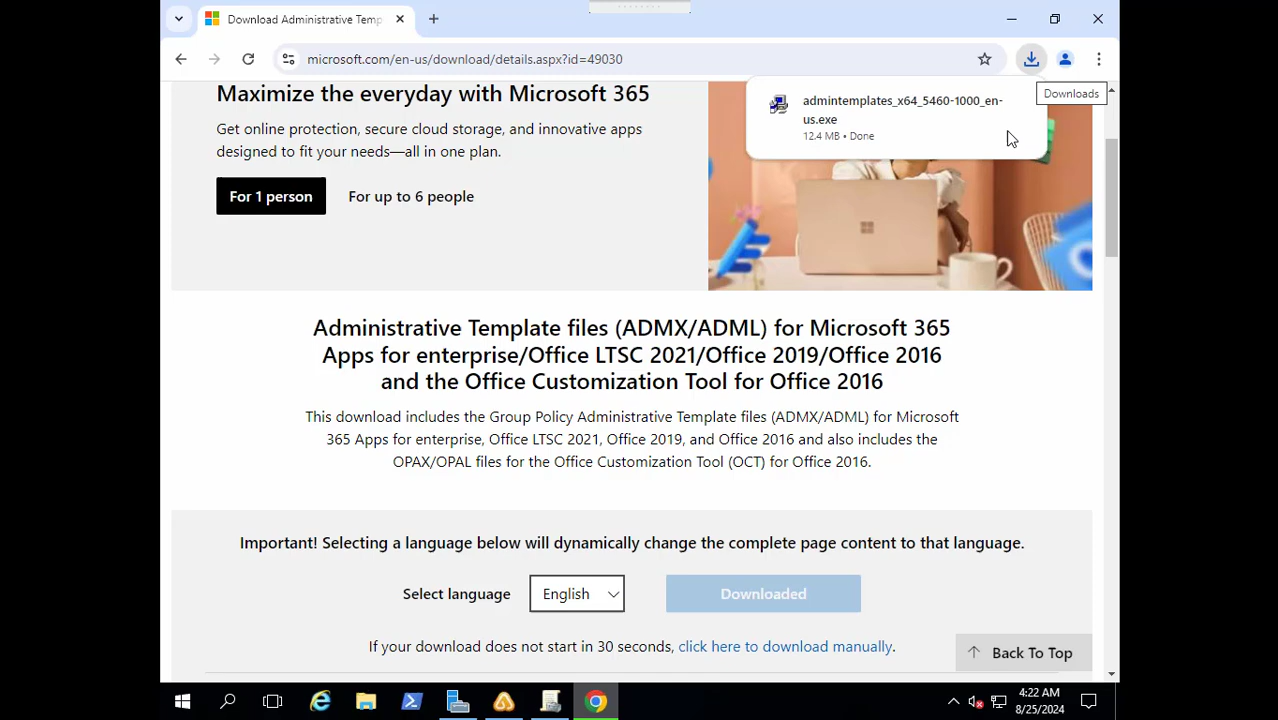 Download Administrative Temp
microsoft.com/en-us/download/details.aspx?id=49030
Downloads
admintemplates_x64_5460-1000_en-
us.exe
12.4 MB • Done
Maximize the everyday with Microsoft 365
Get online protection, secure cloud storage, and innovative apps
designed to fit your needs—all in one plan.
For 1 person
For up to 6 people
Administrative Template files (ADMX/ADML) for Microsoft 365
Apps for enterprise/Office LTSC 2021/Office 2019/Office 2016
and the Office Customization Tool for Office 2016
This download includes the Group Policy Administrative Template files (ADMX/ADML) for Microsoft
365 Apps for enterprise, Office LTSC 2021, Office 2019, and Office 2016 and also includes the
OPAX/OPAL files for the Office Customization Tool (OCT) for Office 2016.
Important! Selecting a language below will dynamically change the complete page content to that language.
Select language
English
Downloaded
If your download does not start in 30 seconds, click here to download manually.
Back To Top
4:22 AM
8/25/2024